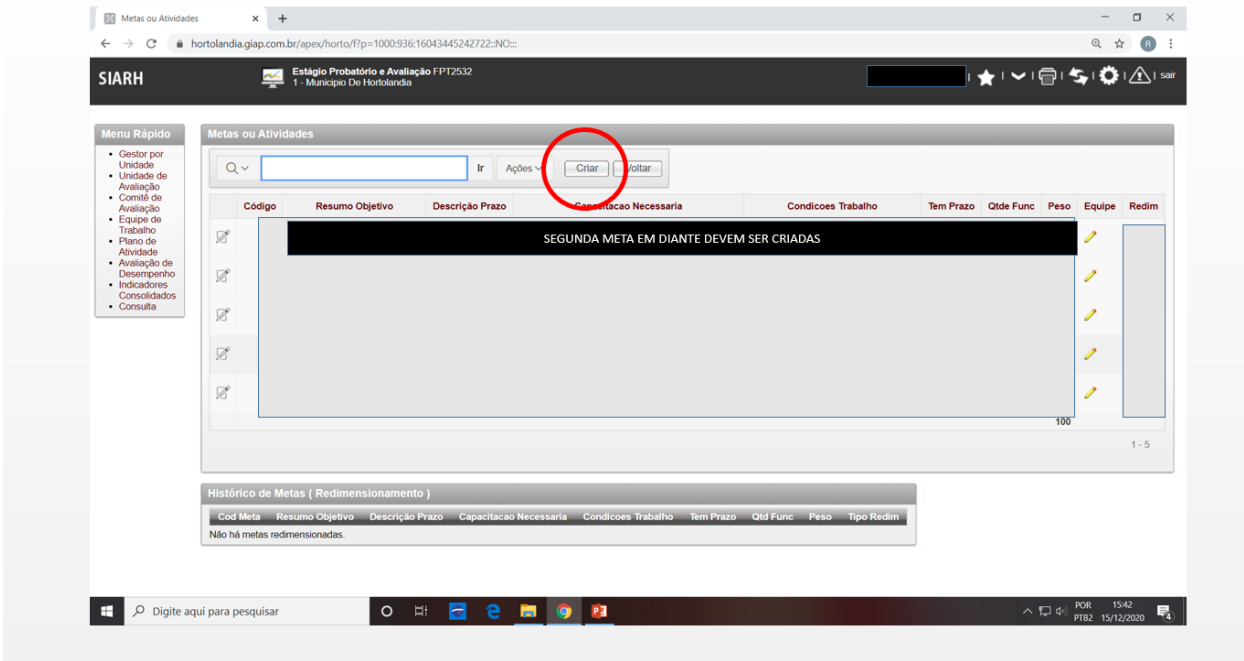 Metas ou Atividades
hortolandia.giap.com.br/apex/horto/f?p=1000:936:16043445242722::NO:::
R
SIARH
Estágio Probatório e Avaliação FPT2532
1 - Municipio De Hortolandia
sair
Menu Rápido
Gestor por
Unidade
Unidade de
Avaliação
Comitê de
Avaliação
Equipe de
Trabalho
Plano de
Atividade
Avaliação de
Desempenho
Indicadores
Consolidados
Consulta
Metas ou Atividades
Ir Ações Criar Voltar
Código Resumo Objetivo Descrição Prazo Capacitacao Necessaria Condicoes Trabalho Tem Prazo Qtde Func Peso Equipe Redim
SEGUNDA META EM DIANTE DEVEM SER CRIADAS
100
1 - 5
Histórico de Metas ( Redimensionamento )
Cod Meta Resumo Objetivo Descrição Prazo Capacitacao Necessaria Condicoes Trabalho Tem Prazo Qtd Func Peso Tipo Redim
Não há metas redimensionadas.
Digite aqui para pesquisar
POR 15:42
PTB2 15/12/2020
4